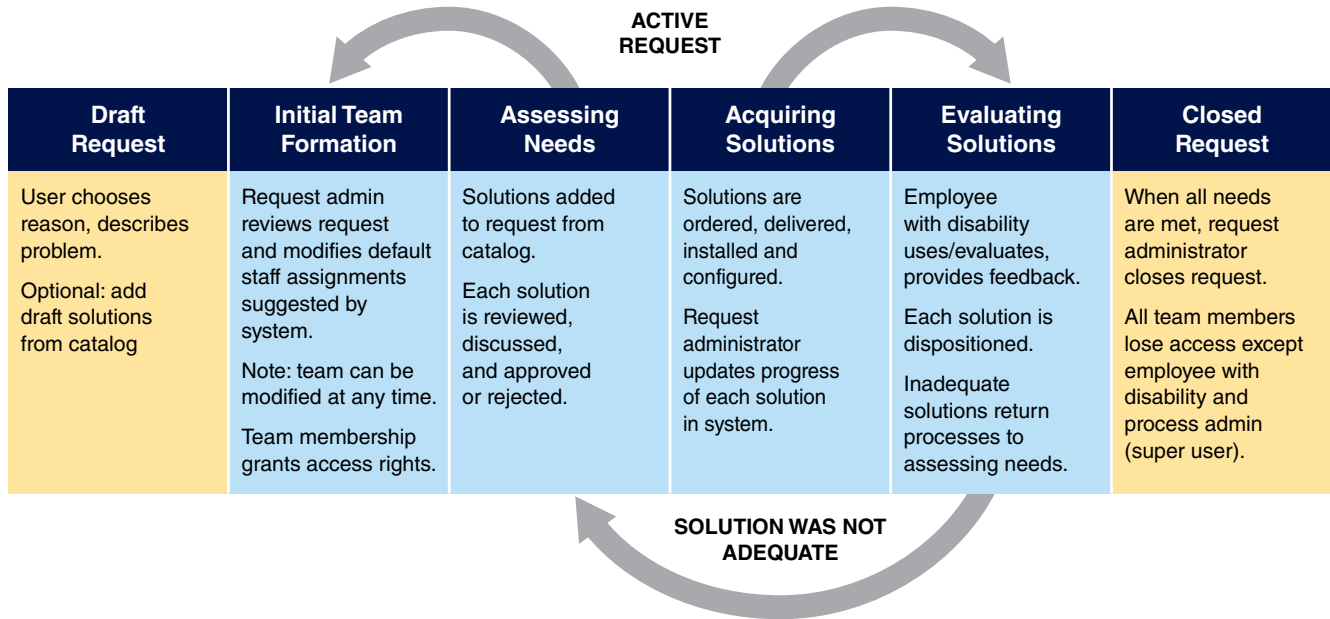 ACTIVE
REQUEST
Draft
Request
User chooses
reason, describes
problem.
Optional: add
draft solutions
from catalog
Initial Team
Formation
Request admin
reviews request
and modifies default
staff assignments
suggested by
system.
Note: team can be
modified at any time.
Team membership
grants access rights.
Assessing
Needs
Solutions added
to request from
catalog.
Each solution
is reviewed,
discussed,
and approved
or rejected.
Acquiring
Solutions
Solutions are
ordered, delivered,
installed and
configured.
Request
administrator
updates progress
of each solution
in system.
Evaluating
Solutions
Employee
with disability
uses/evaluates,
provides feedback.
Each solution is
dispositioned.
Inadequate
solutions return
processes to
assessing needs.
Closed
Request
When all needs
are met, request
administrator
closes request.
All team members
lose access except
employee with
disability and
process admin
(super user).
SOLUTION WAS NOT
ADEQUATE